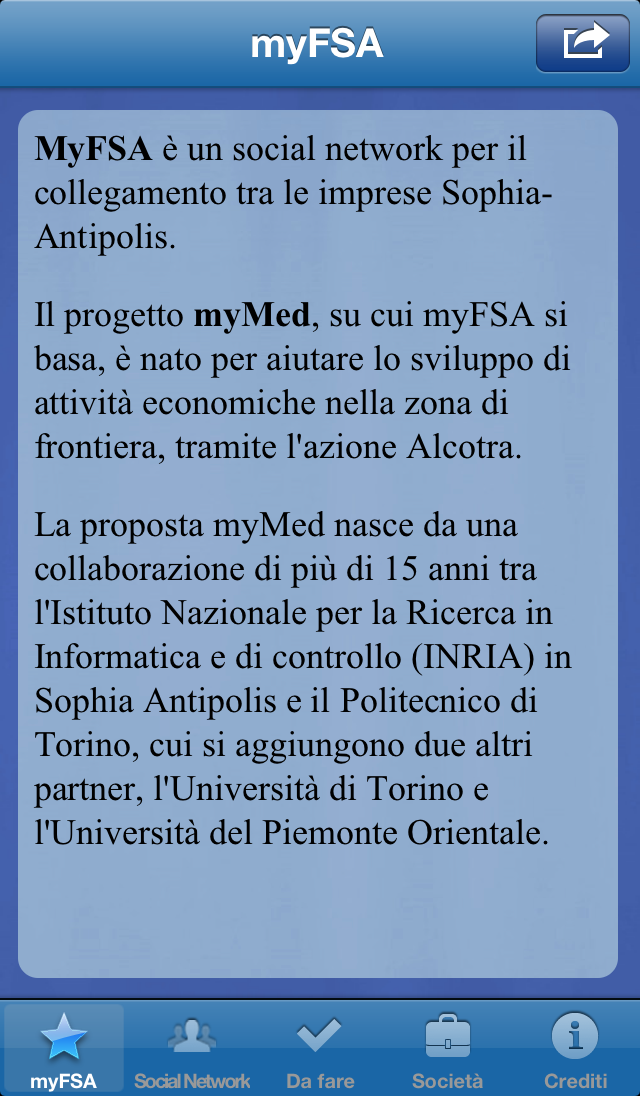 myFSA
MyFSA è un social network per il
collegamento tra le imprese Sophia-
Antipolis.
Il progetto myMed, su cui myFSA si
basa, è nato per aiutare lo sviluppo di
attività economiche nella zona di
frontiera, tramite l'azione Alcotra.
La proposta myMed nasce da una
collaborazione di più di 15 anni tra
l'Istituto Nazionale per la Ricerca in
Informatica e di controllo (INRIA) in
Sophia Antipolis e il Politecnico di
Torino, cui si aggiungono due altri
partner, l'Università di Torino e
l'Università del Piemonte Orientale.
myFSA Social Network Da fare Società Crediti